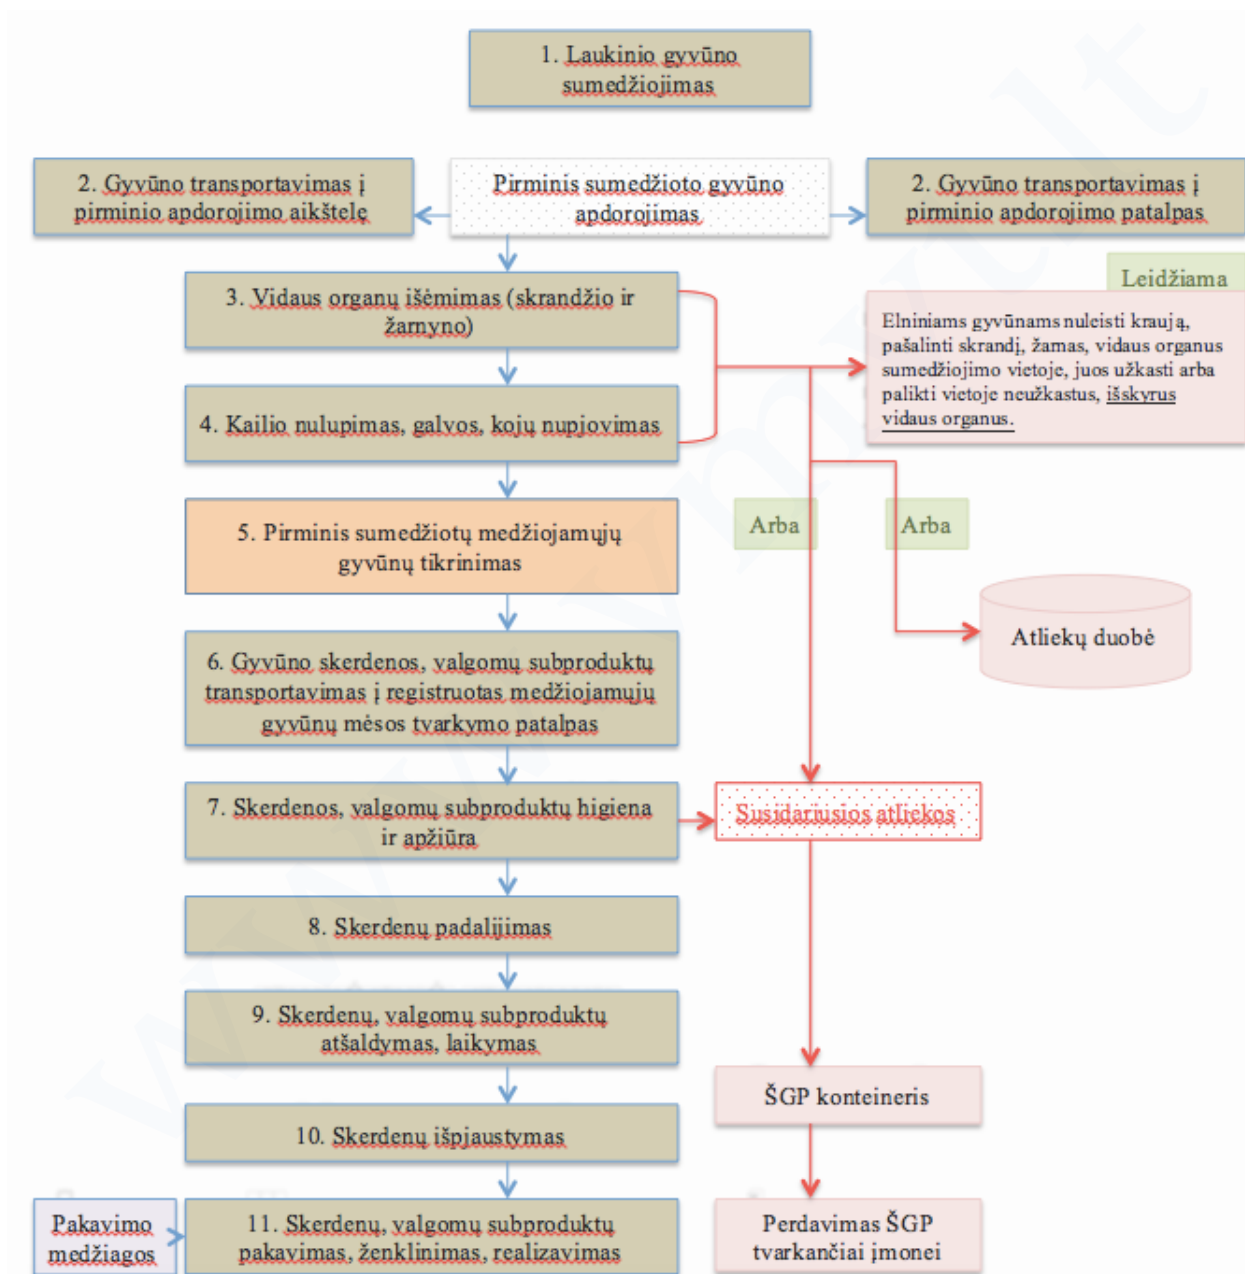 1. Laukinio gyvūno
sumedžiojimas
2. Gyvūno transportavimas į
pirminio apdorojimo aikštelę
Pirminis sumedžioto gyvūno
apdorojimas
2. Gyvūno transportavimas į
pirminio apdorojimo patalpas
3. Vidaus organų išėmimas (skrandžio ir
žarnyno)
Leidžiama
Elniniams gyvūnams nuleisti kraują,
pašalinti skrandį, žarnas, vidaus organus
sumedžiojimo vietoje, juos užkasti arba
palikti vietoje neužkastus, išskyrus
vidaus organus.
4. Kailio nulupimas, galvos, kojų nupjovimas
5. Pirminis sumedžiotų medžiojamųjų
gyvūnų tikrinimas
Arba
Arba
Atliekų duobė
6. Gyvūno skerdenos, valgomų subproduktų
transportavimas į registruotas medžiojamųjų
gyvūnų mėsos tvarkymo patalpas
7. Skerdenos, valgomų subproduktų higiena
ir apžiūra
Susidariusios atliekos
8. Skerdenų padalijimas
9. Skerdenų, valgomų subproduktų
atšaldymas, laikymas
ŠGP konteineris
10. Skerdenų išpjaustymas
Pakavimo
medžiagos
11. Skerdenų, valgomų subproduktų
pakavimas, ženklinimas, realizavimas
Perdavimas ŠGP
tvarkančiai įmonei